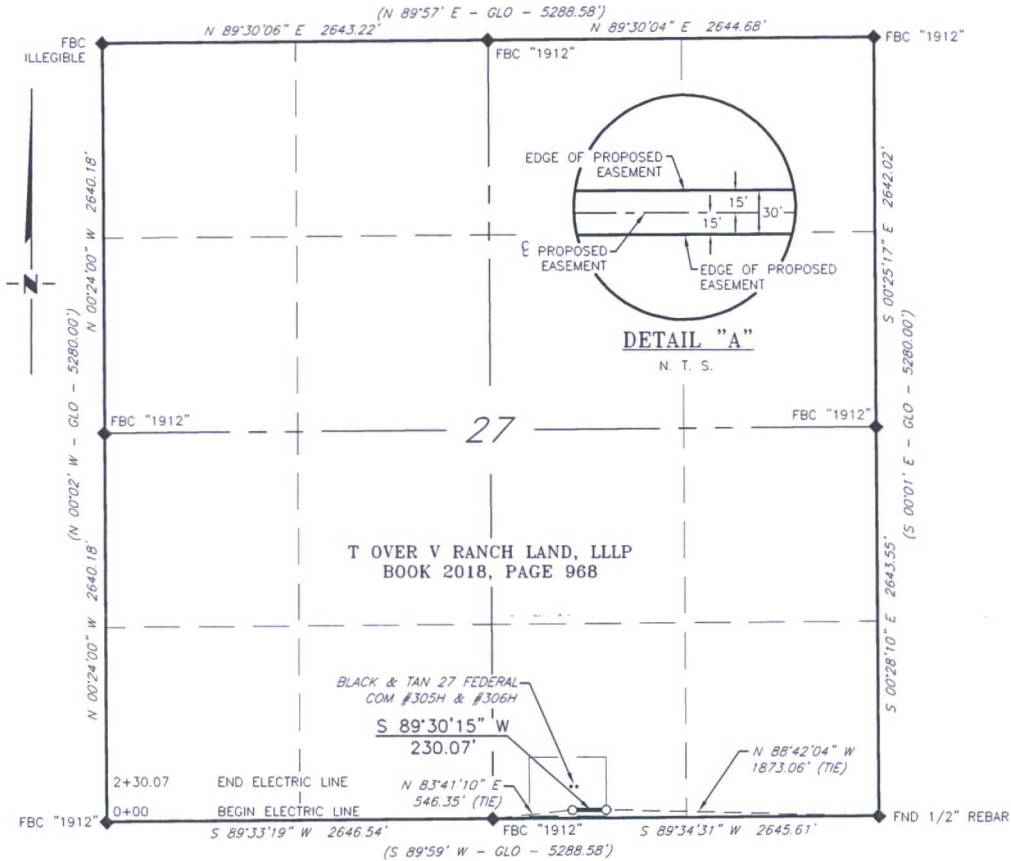 (N 89°57' E - GLO - 5288.58')
N 89°30'06" E 2643.22'
N 89°30'04" E 2644.68'
FBC
ILLEGIBLE
FBC "1912"
FBC "1912"
N 00°24'00" W 2640.18'
S 00°25'17" E 2642.02'
EDGE OF PROPOSED
EASEMENT
15'
15'
30'
℄ PROPOSED
EASEMENT
EDGE OF PROPOSED
EASEMENT
DETAIL "A"
N. T. S.
N
(N 00°02' W - GLO - 5280.00')
(S 00°01' E - GLO - 5280.00')
FBC "1912"
27
FBC "1912"
T OVER V RANCH LAND, LLLP
BOOK 2018, PAGE 968
N 00°24'00" W 2640.18'
S 00°28'10" E 2643.55'
BLACK & TAN 27 FEDERAL
COM #305H & #306H
S 89°30'15" W
230.07'
N 88°42'04" W
1873.06' (TIE)
N 83°41'10" E
546.35' (TIE)
2+30.07 END ELECTRIC LINE
0+00 BEGIN ELECTRIC LINE
FBC "1912"
S 89°33'19" W 2646.54'
FBC "1912"
S 89°34'31" W 2645.61'
FND 1/2" REBAR
(S 89°59' W - GLO - 5288.58')